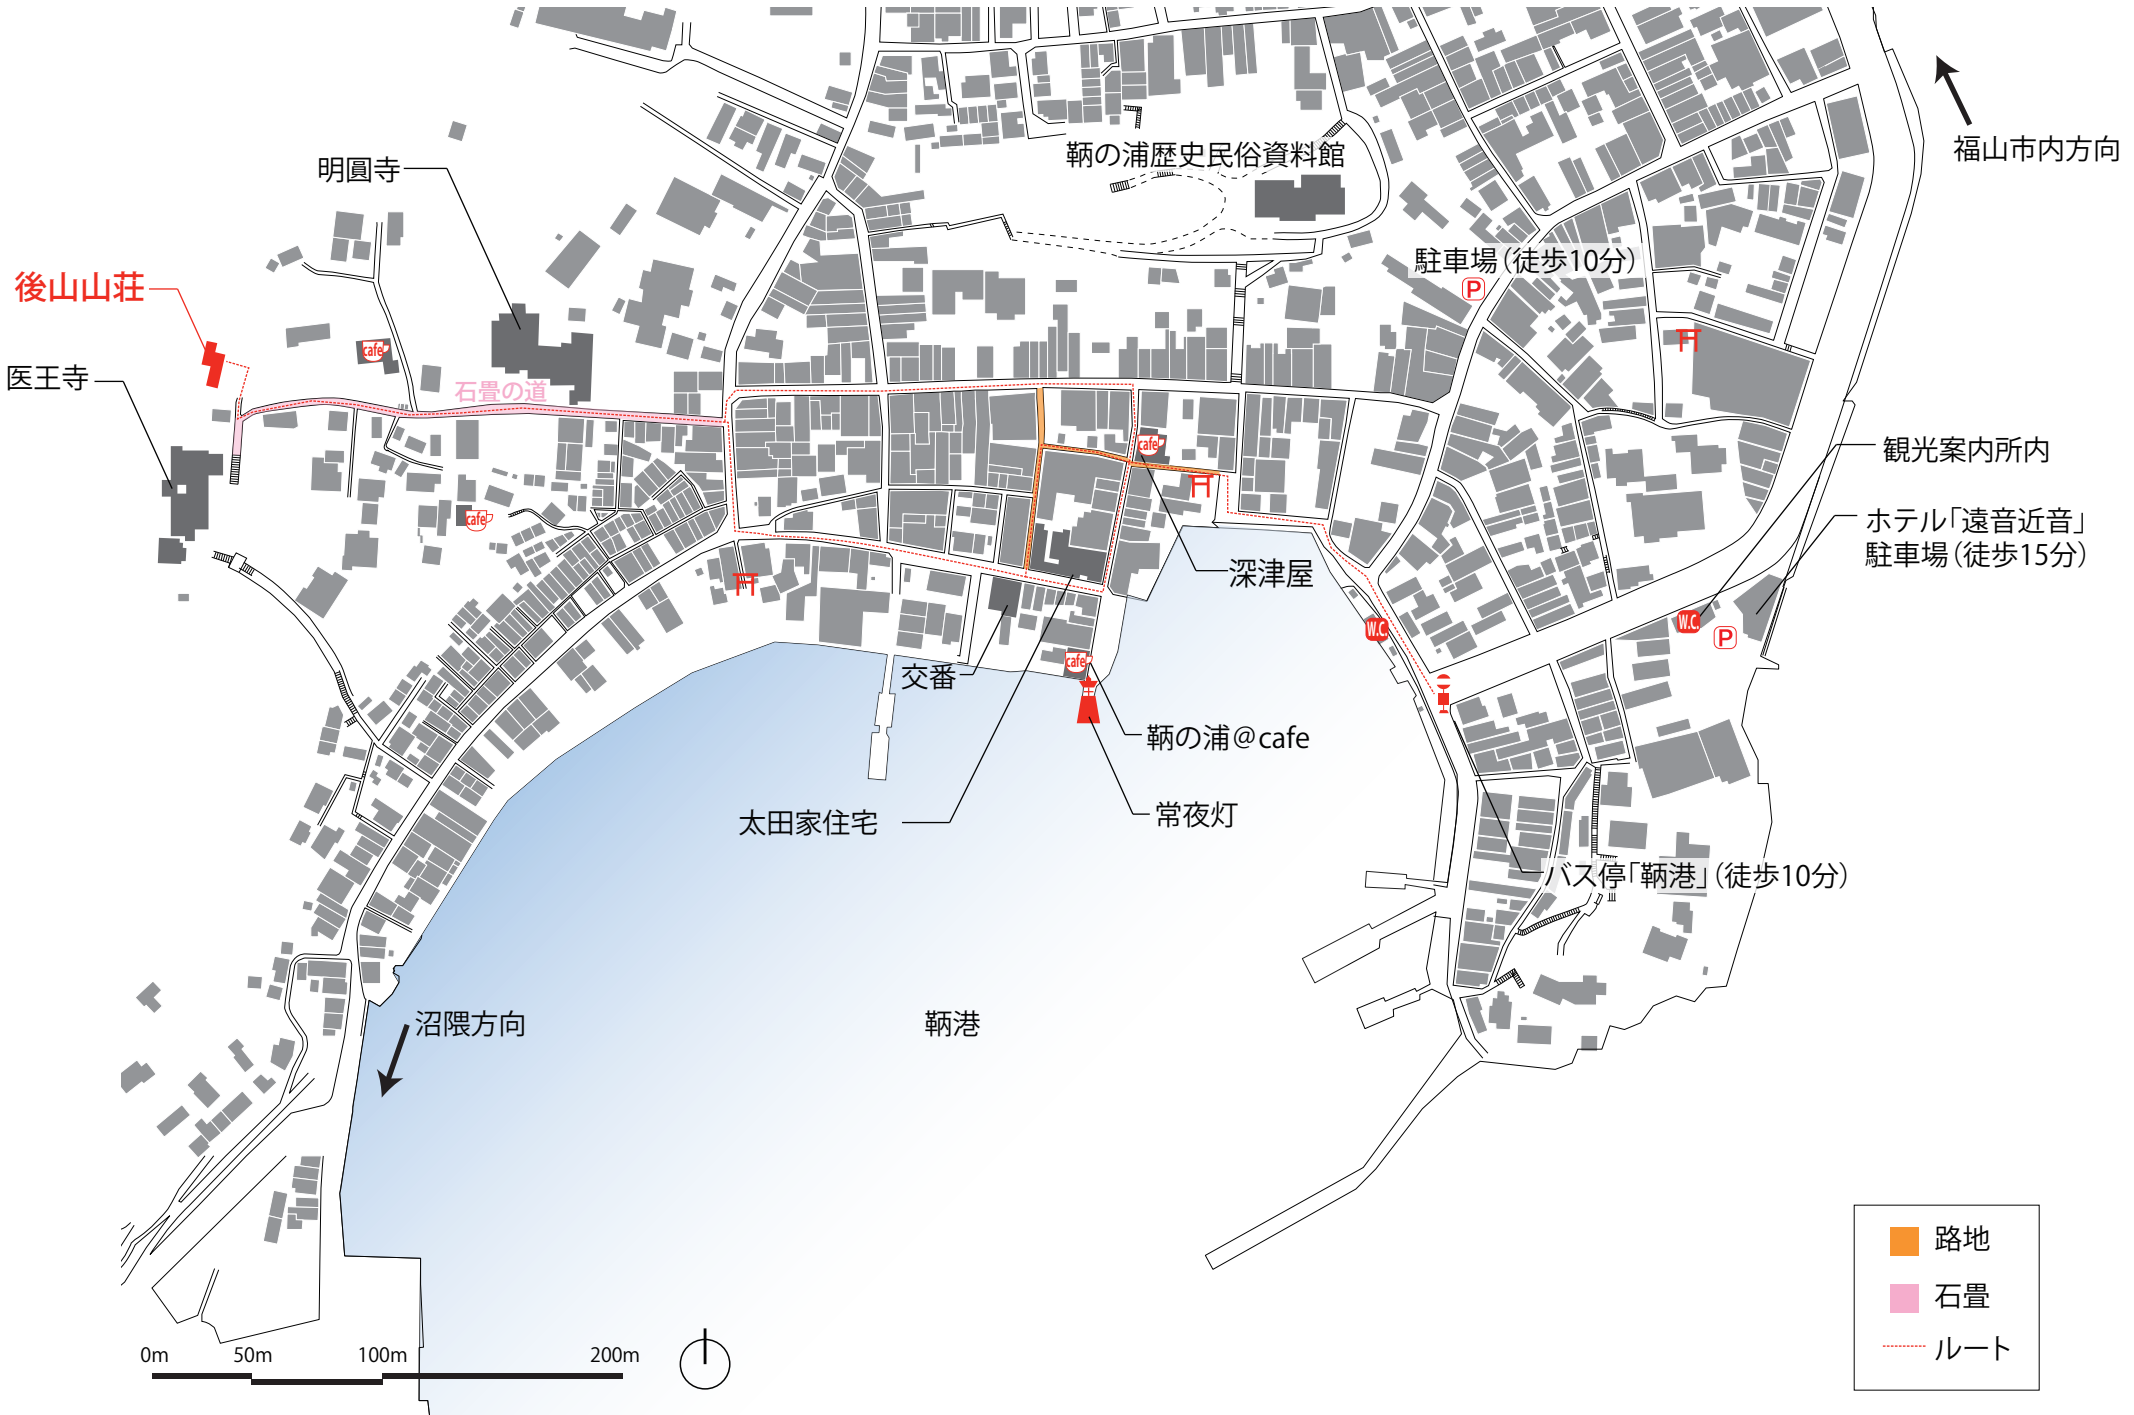 鞆の浦歴史民俗資料館
福山市内方向
明圓寺
駐車場（徒歩10分）
P
後山山荘
cafe
医王寺
石畳の道
cafe
観光案内所内
cafe
ホテル「遠音近音」
駐車場（徒歩15分）
深津屋
W.C.
W.C.
P
cafe
交番
鞆の浦@cafe
太田家住宅
常夜灯
バス停「鞆港」（徒歩10分）
沼隈方向
鞆港
路地
石畳
ルート
0m 50m 100m 200m